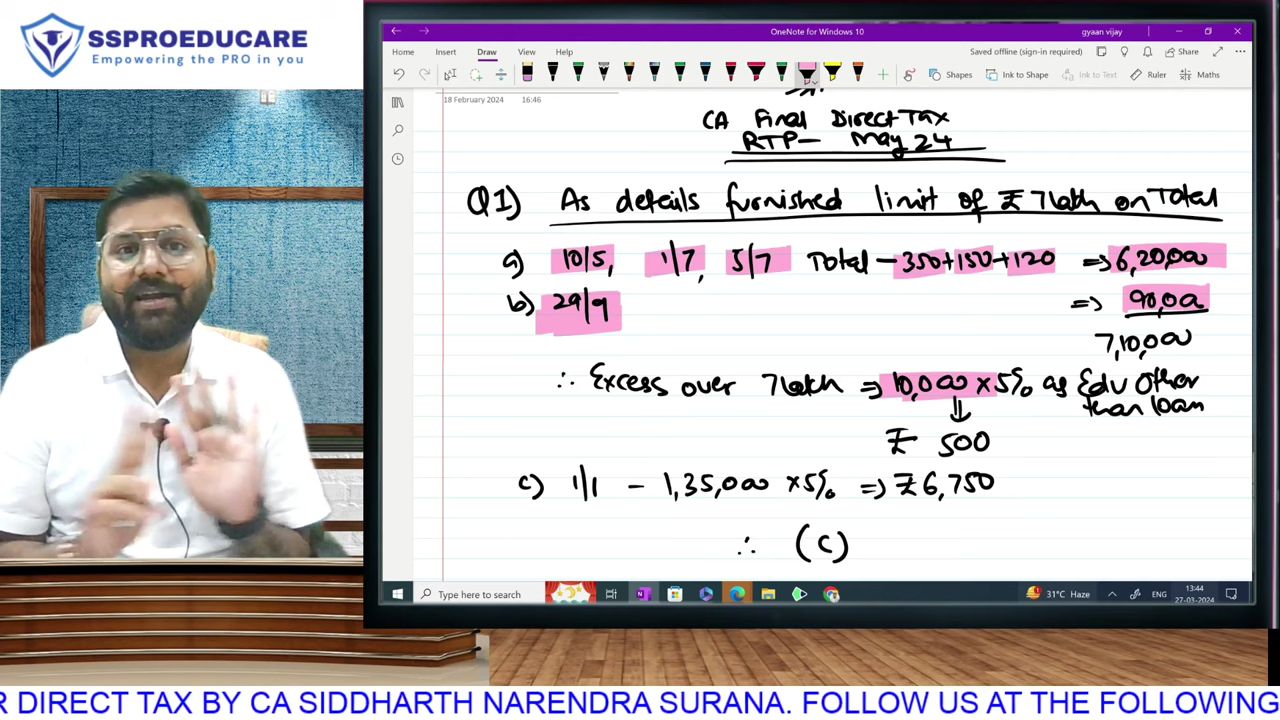 SSPROEDUCARE
Empowering the PRO in you
OneNote for Windows 10
gyaan vijay
Home Insert Draw View Help
Saved offline (sign-in required)
Share
Shapes
Ink to Shape
Ink to Text
Ruler
Maths
18 February 2024 16:46
CA Final Direct Tax
RTP- May 24
Q1) As details furnished limit of ₹ 7 lakh on Total
a) 10/5, 1/7, 5/7 Total - 350+150+120 => 6,20,000
b) 29/9 => 90,00
7,10,000
∴ Excess over 7 lakh => 10,000 x 5% as Edu Other
than loan
₹ 500
c) 1/1 - 1,35,000 x 5% => ₹ 6,750
∴ (C)
Type here to search
31°C Haze
ENG
13:44
27-03-2024
R DIRECT TAX BY CA SIDDHARTH NARENDRA SURANA. FOLLOW US AT THE FOLLOWING